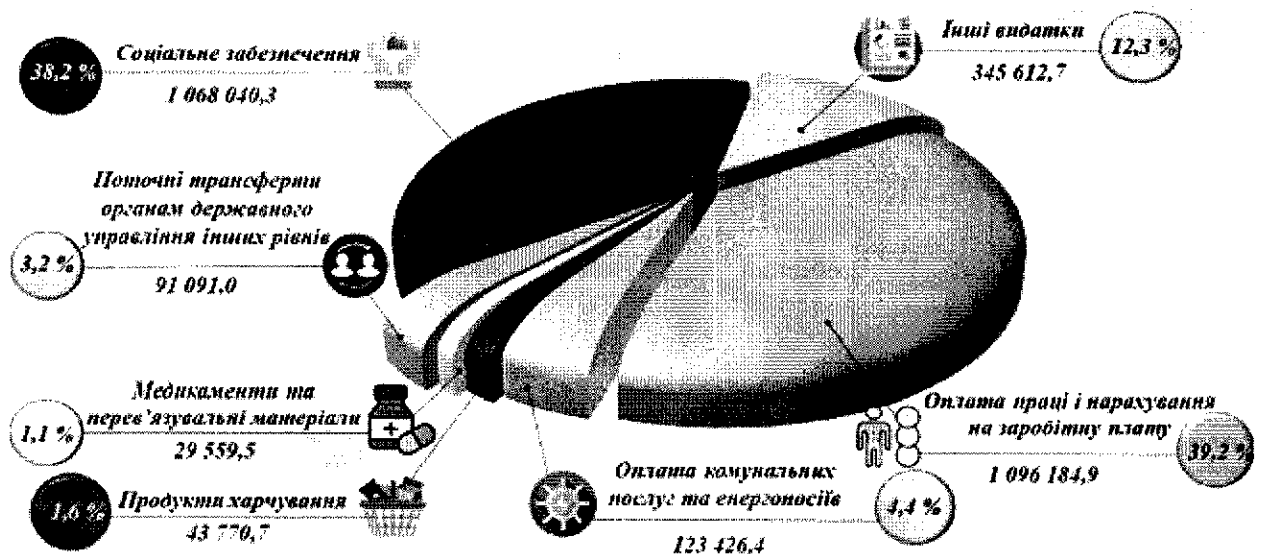 38,2 %
Соціальне забезпечення
1 068 040,3
Інші видатки
345 612,7
12,3 %
Поточні трансферти
органам державного
управління інших рівнів
3,2 %
91 091,0
Медикаменти та
перев’язувальні матеріали
1,1 %
29 559,5
Продукти харчування
1,6 %
43 770,7
Оплата комунальних
послуг та енергоносіїв
4,4 %
123 426,4
Оплата праці і нарахування
на заробітну плату
39,2 %
1 096 184,9